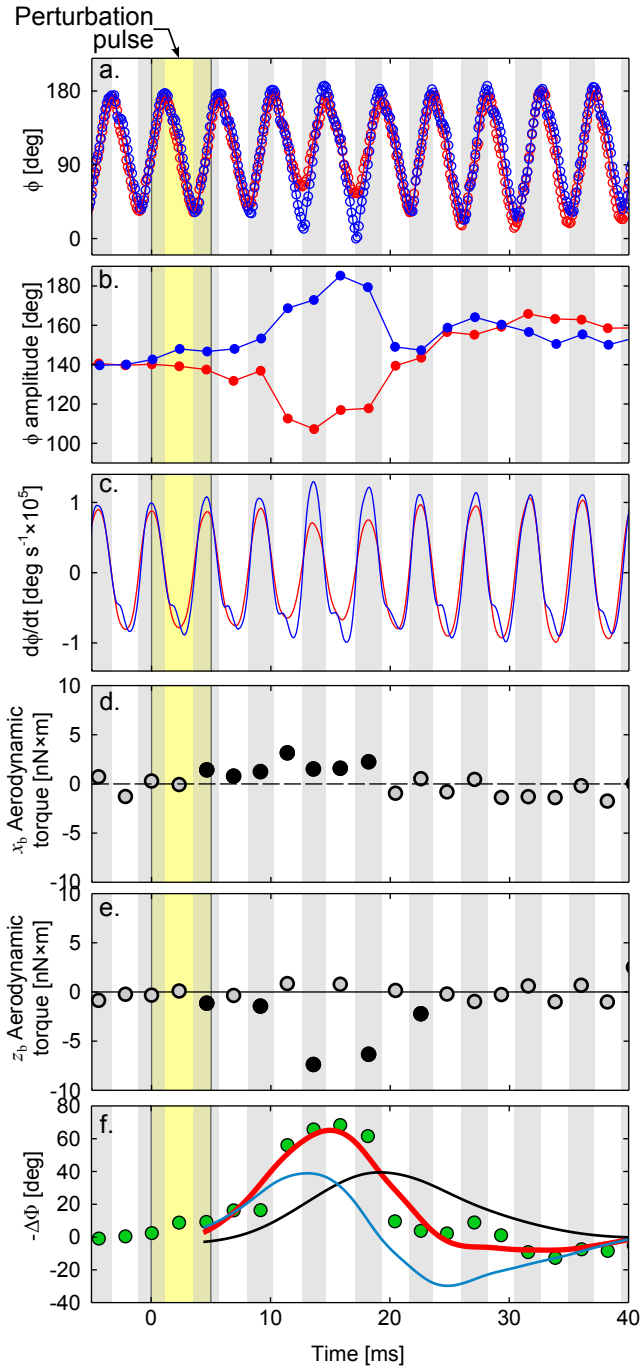 Perturbation
pulse
a.
180
90
0
ϕ [deg]
b.
180
160
140
120
100
ϕ amplitude [deg]
c.
1
0
-1
dϕ/dt [deg s⁻¹×10⁵]
d.
10
5
0
-5
-10
x_b Aerodynamic
torque [nN×m]
e.
10
5
0
-5
-10
z_b Aerodynamic
torque [nN×m]
f.
80
60
40
20
0
-20
-40
-ΔΦ [deg]
0 10 20 30 40
Time [ms]